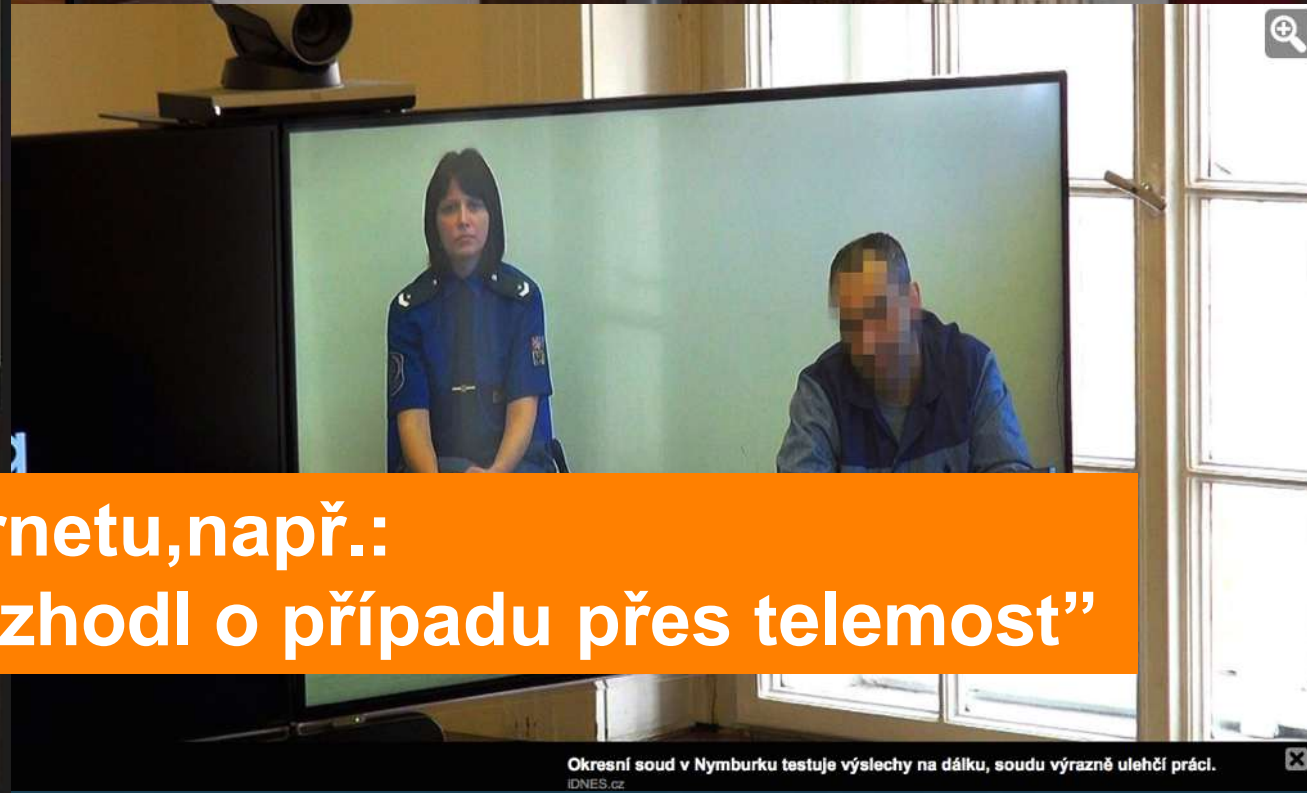 rnetu,např.:
zhodl o případu přes telemost”
Okresní soud v Nymburku testuje výslechy na dálku, soudu výrazně ulehčí práci.
iDNES.cz